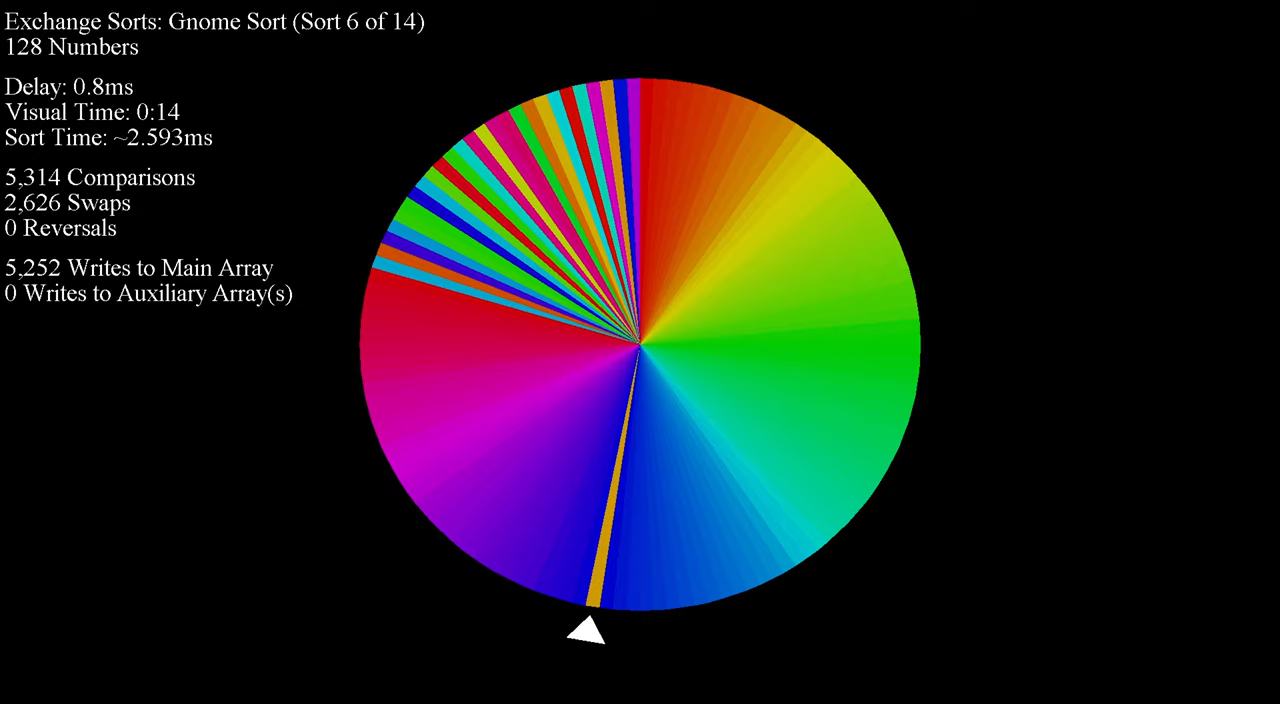 Exchange Sorts: Gnome Sort (Sort 6 of 14)
128 Numbers
Delay: 0.8ms
Visual Time: 0:14
Sort Time: ~2.593ms
5,314 Comparisons
2,626 Swaps
0 Reversals
5,252 Writes to Main Array
0 Writes to Auxiliary Array(s)